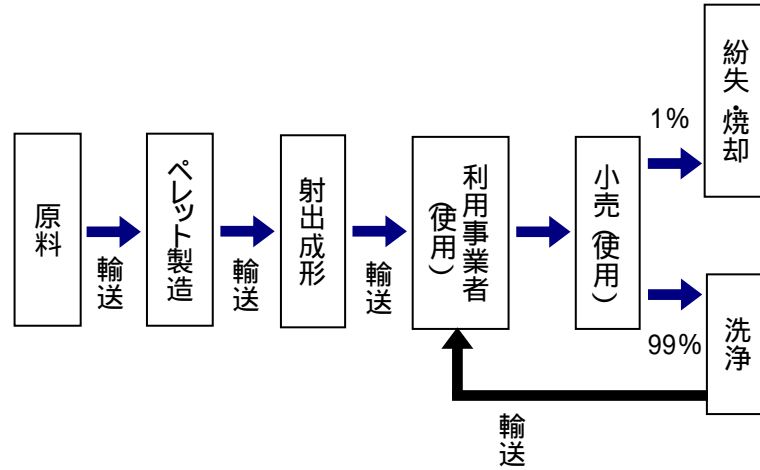 原料
輸送
ペレット製造
輸送
射出成形
輸送
利用事業者
(使用)
小売(使用)
1%
紛失・焼却
99%
洗浄
輸送